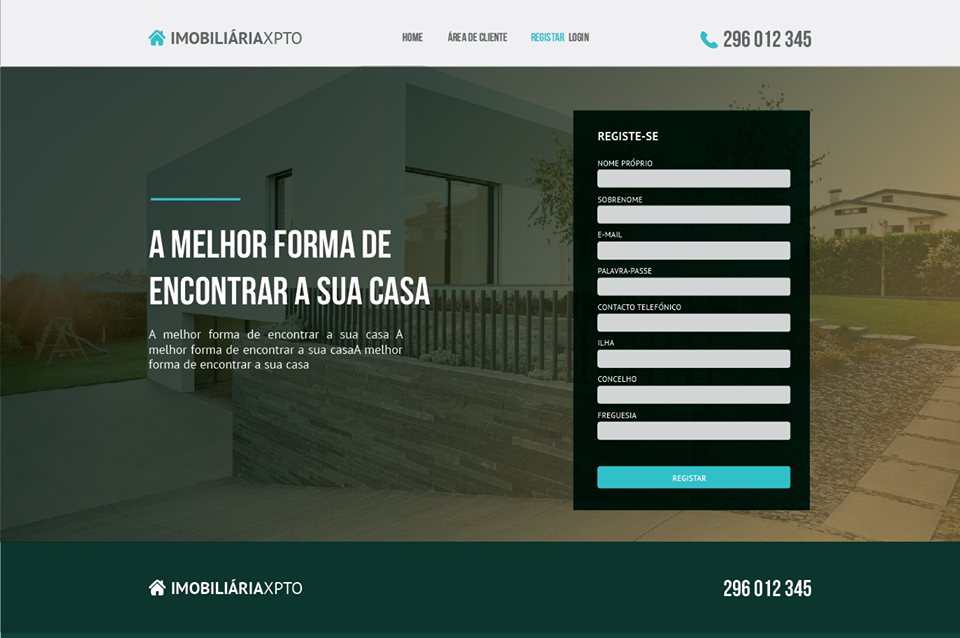 IMOBILIÁRIAXPTO
HOME ÁREA DE CLIENTE REGISTAR LOGIN
296 012 345
A MELHOR FORMA DE
ENCONTRAR A SUA CASA
A melhor forma de encontrar a sua casa A
melhor forma de encontrar a sua casaA melhor
forma de encontrar a sua casa
REGISTE-SE
NOME PRÓPRIO
SOBRENOME
E-MAIL
PALAVRA-PASSE
CONTACTO TELEFÓNICO
ILHA
CONCELHO
FREGUESIA
REGISTAR
IMOBILIÁRIAXPTO
296 012 345